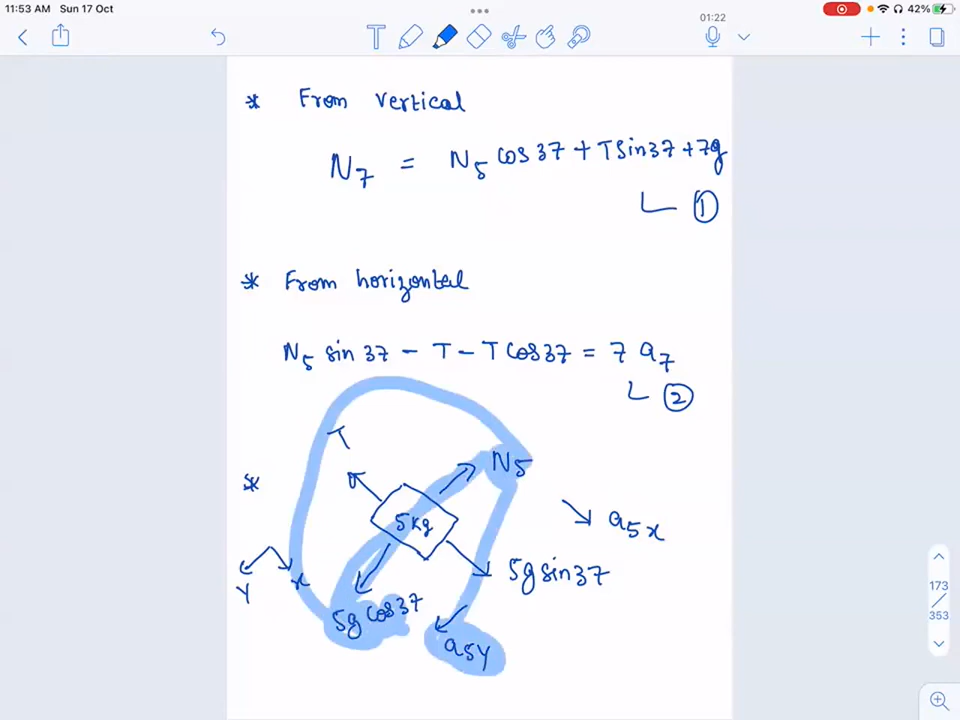 11:53 AM Sun 17 Oct
42%
01:22
* From vertical
N7 = N5 cos 37 + T sin 37 + 7g
①
* From horizontal
N5 sin 37 - T - T cos 37 = 7 a7
②
T
N5
*
5 kg
a5x
5g sin 37
Y
x
5g cos 37
a5y
173
/
353